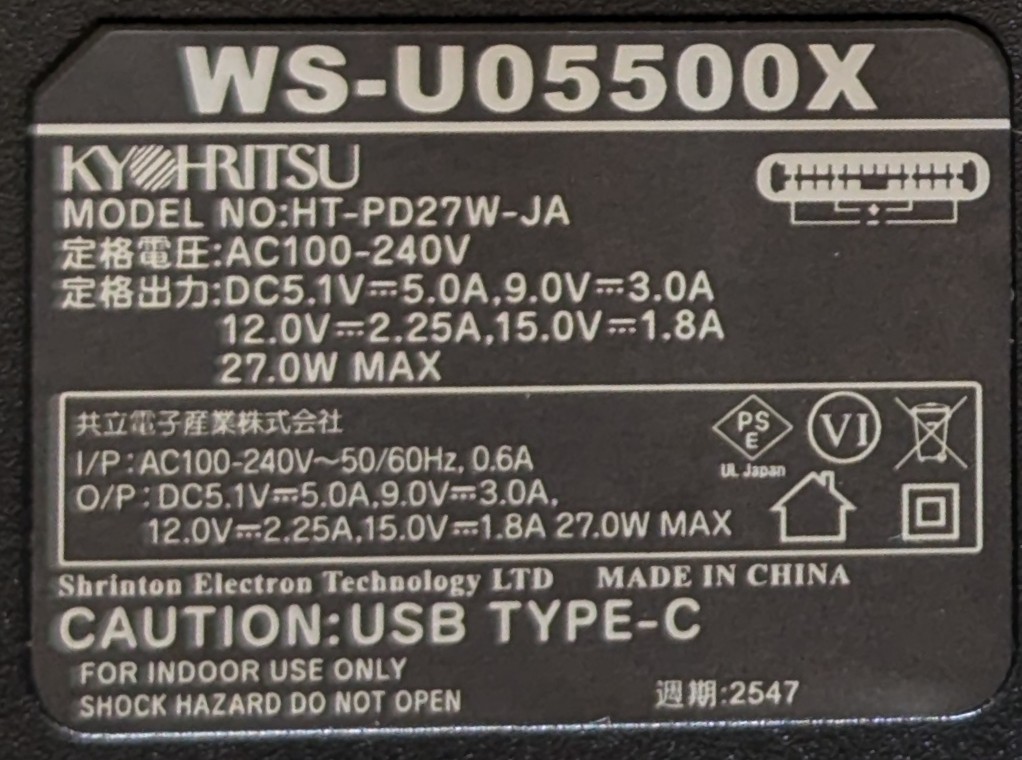 WS-U05500X
KYOHRITSU
MODEL NO:HT-PD27W-JA
定格電圧:AC100-240V
定格出力:DC5.1V⎓5.0A,9.0V⎓3.0A
12.0V⎓2.25A,15.0V⎓1.8A
27.0W MAX
共立電子産業株式会社
I/P:AC100-240V~50/60Hz, 0.6A
O/P:DC5.1V⎓5.0A,9.0V⎓3.0A,
12.0V⎓2.25A,15.0V⎓1.8A 27.0W MAX
PS
E
UL Japan
VI
Shrinton Electron Technology LTD MADE IN CHINA
CAUTION:USB TYPE-C
FOR INDOOR USE ONLY
SHOCK HAZARD DO NOT OPEN
週期:2547